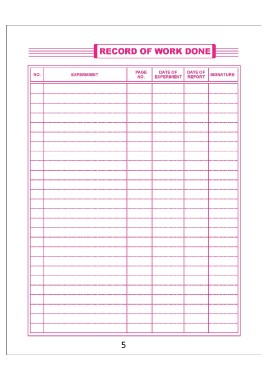 RECORD OF WORK DONE
NO. EXPERIMENT PAGE NO. DATE OF EXPERIMENT DATE OF REPORT SIGNATURE
5